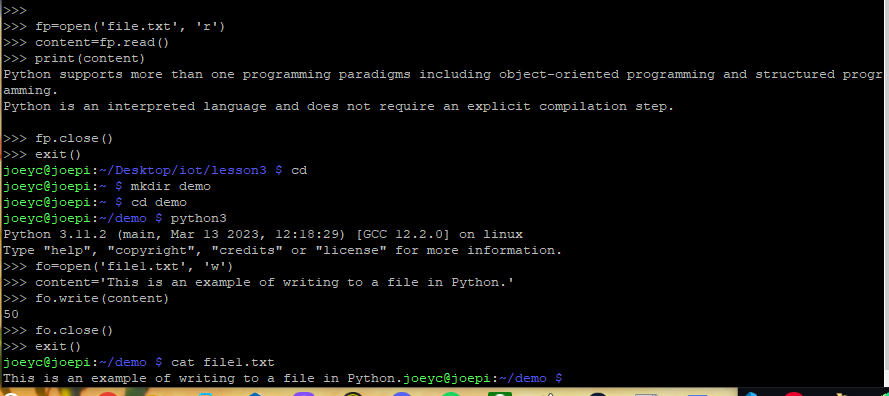 >>>
>>> fp=open('file.txt', 'r')
>>> content=fp.read()
>>> print(content)
Python supports more than one programming paradigms including object-oriented programming and structured progr
amming.
Python is an interpreted language and does not require an explicit compilation step.
>>> fp.close()
>>> exit()
joeyc@joepi:~/Desktop/iot/lesson3 $ cd
joeyc@joepi:~ $ mkdir demo
joeyc@joepi:~ $ cd demo
joeyc@joepi:~/demo $ python3
Python 3.11.2 (main, Mar 13 2023, 12:18:29) [GCC 12.2.0] on linux
Type "help", "copyright", "credits" or "license" for more information.
>>> fo=open('file1.txt', 'w')
>>> content='This is an example of writing to a file in Python.'
>>> fo.write(content)
50
>>> fo.close()
>>> exit()
joeyc@joepi:~/demo $ cat file1.txt
This is an example of writing to a file in Python.joeyc@joepi:~/demo $